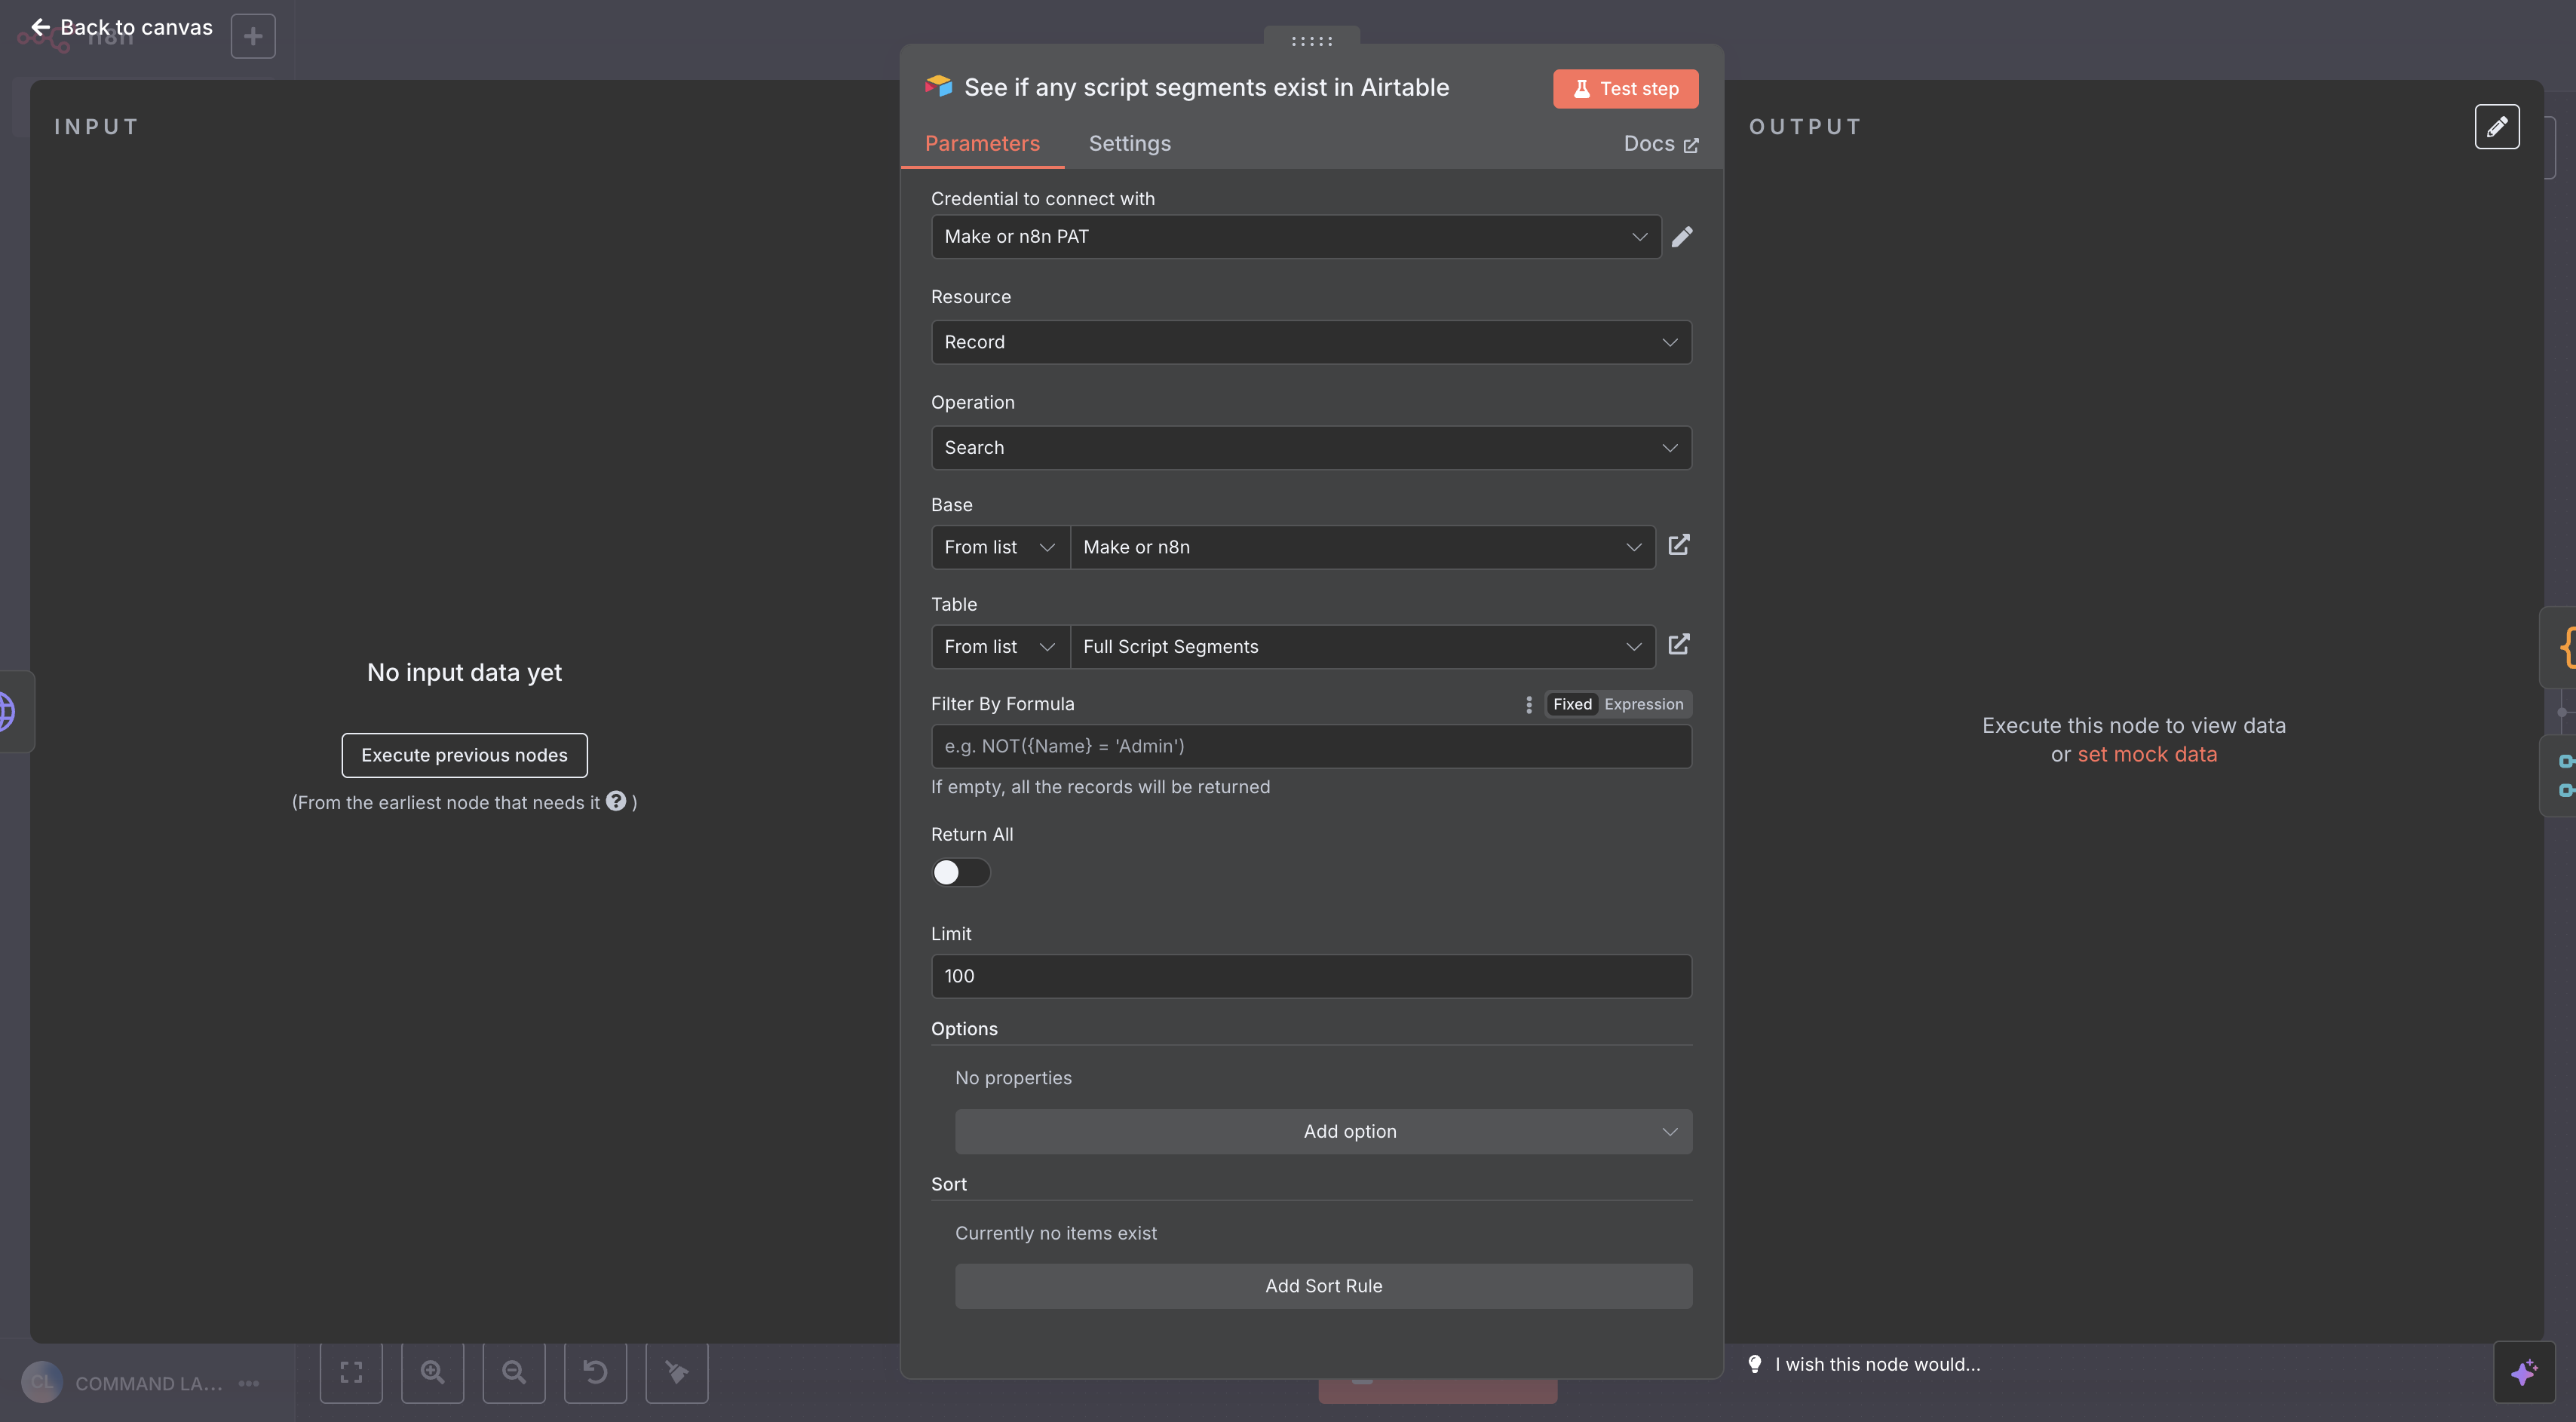 Back to canvas
n8n
INPUT
No input data yet
Execute previous nodes
(From the earliest node that needs it ? )
See if any script segments exist in Airtable
Test step
Parameters
Settings
Docs
Credential to connect with
Make or n8n PAT
Resource
Record
Operation
Search
Base
From list
Make or n8n
Table
From list
Full Script Segments
Filter By Formula
Fixed
Expression
e.g. NOT({Name} = 'Admin')
If empty, all the records will be returned
Return All
Limit
100
Options
No properties
Add option
Sort
Currently no items exist
Add Sort Rule
OUTPUT
Execute this node to view data
or set mock data
I wish this node would...
CL
COMMAND LA...